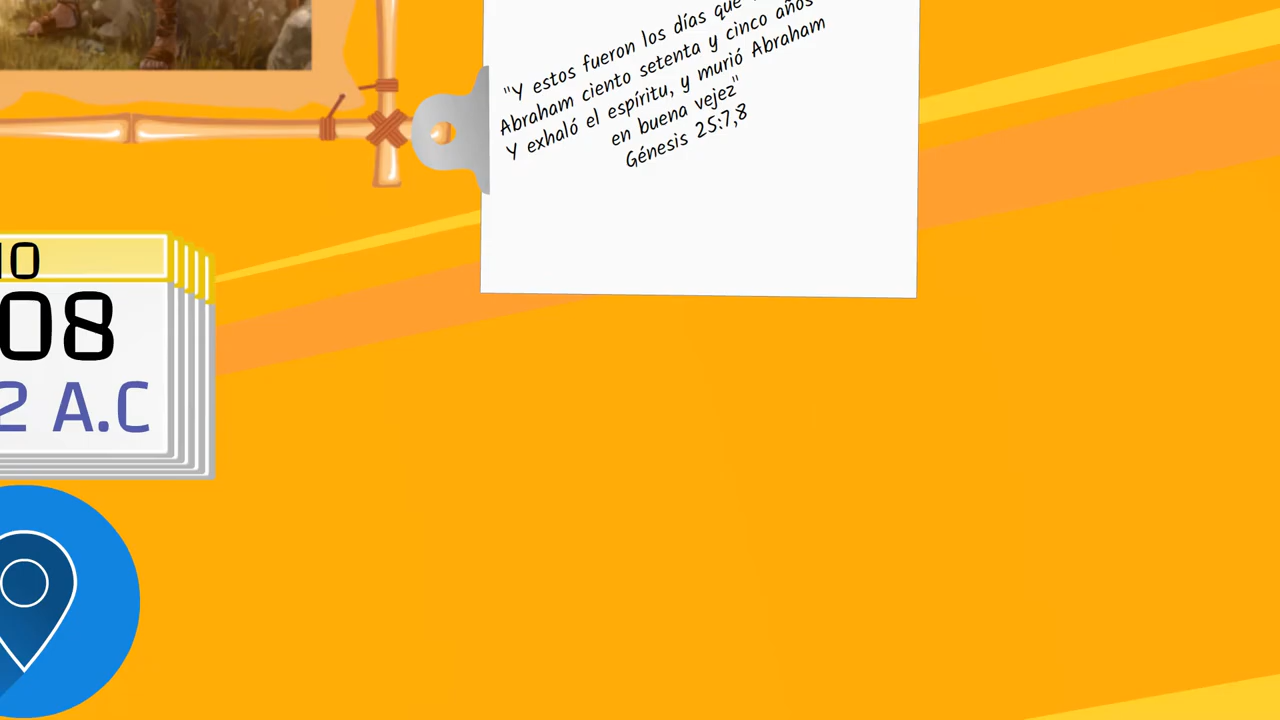 "Y estos fueron los días que
Abraham ciento setenta y cinco años
Y exhaló el espíritu, y murió Abraham
en buena vejez"
Génesis 25:7,8
IO
08
2 A.C